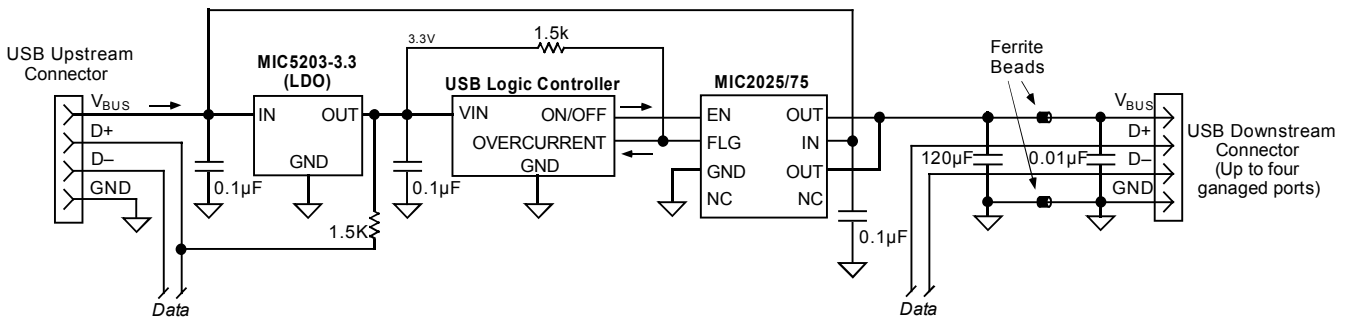 USB Upstream
Connector
VBUS
D+
D–
GND
0.1µF
MIC5203-3.3
(LDO)
IN
OUT
GND
1.5K
Data
3.3V
1.5k
0.1µF
USB Logic Controller
VIN
ON/OFF
OVERCURRENT
GND
MIC2025/75
EN
FLG
GND
NC
OUT
IN
OUT
NC
0.1µF
Ferrite
Beads
120µF
0.01µF
VBUS
D+
D–
GND
Data
USB Downstream
Connector
(Up to four
ganaged ports)